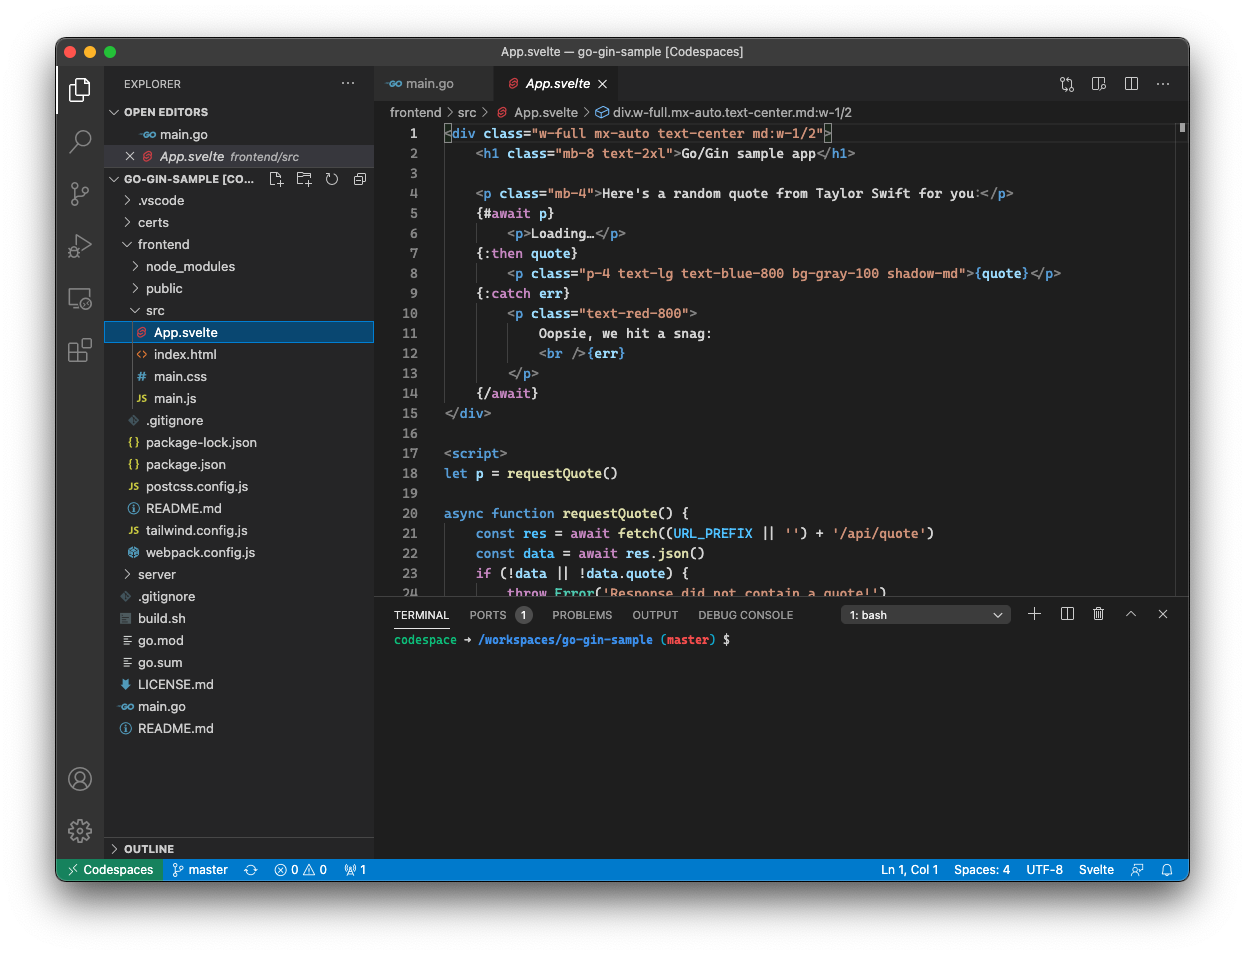 App.svelte — go-gin-sample [Codespaces]
EXPLORER
OPEN EDITORS
main.go
App.svelte frontend/src
GO-GIN-SAMPLE [CO...
.vscode
certs
frontend
node_modules
public
src
App.svelte
index.html
main.css
JS main.js
.gitignore
package-lock.json
package.json
JS postcss.config.js
README.md
JS tailwind.config.js
webpack.config.js
server
.gitignore
build.sh
go.mod
go.sum
LICENSE.md
main.go
README.md
OUTLINE
main.go
App.svelte
frontend > src > App.svelte > div.w-full.mx-auto.text-center.md:w-1/2
1 <div class="w-full mx-auto text-center md:w-1/2">
2 <h1 class="mb-8 text-2xl">Go/Gin sample app</h1>
3
4 <p class="mb-4">Here's a random quote from Taylor Swift for you:</p>
5 {#await p}
6 <p>Loading…</p>
7 {:then quote}
8 <p class="p-4 text-lg text-blue-800 bg-gray-100 shadow-md">{quote}</p>
9 {:catch err}
10 <p class="text-red-800">
11 Oopsie, we hit a snag:
12 <br />{err}
13 </p>
14 {/await}
15 </div>
16
17 <script>
18 let p = requestQuote()
19
20 async function requestQuote() {
21 const res = await fetch((URL_PREFIX || '') + '/api/quote')
22 const data = await res.json()
23 if (!data || !data.quote) {
24 throw Error('Response did not contain a quote!')
TERMINAL PORTS 1 PROBLEMS OUTPUT DEBUG CONSOLE 1: bash
codespace → /workspaces/go-gin-sample (master) $
Codespaces master 0 0 1 Ln 1, Col 1 Spaces: 4 UTF-8 Svelte